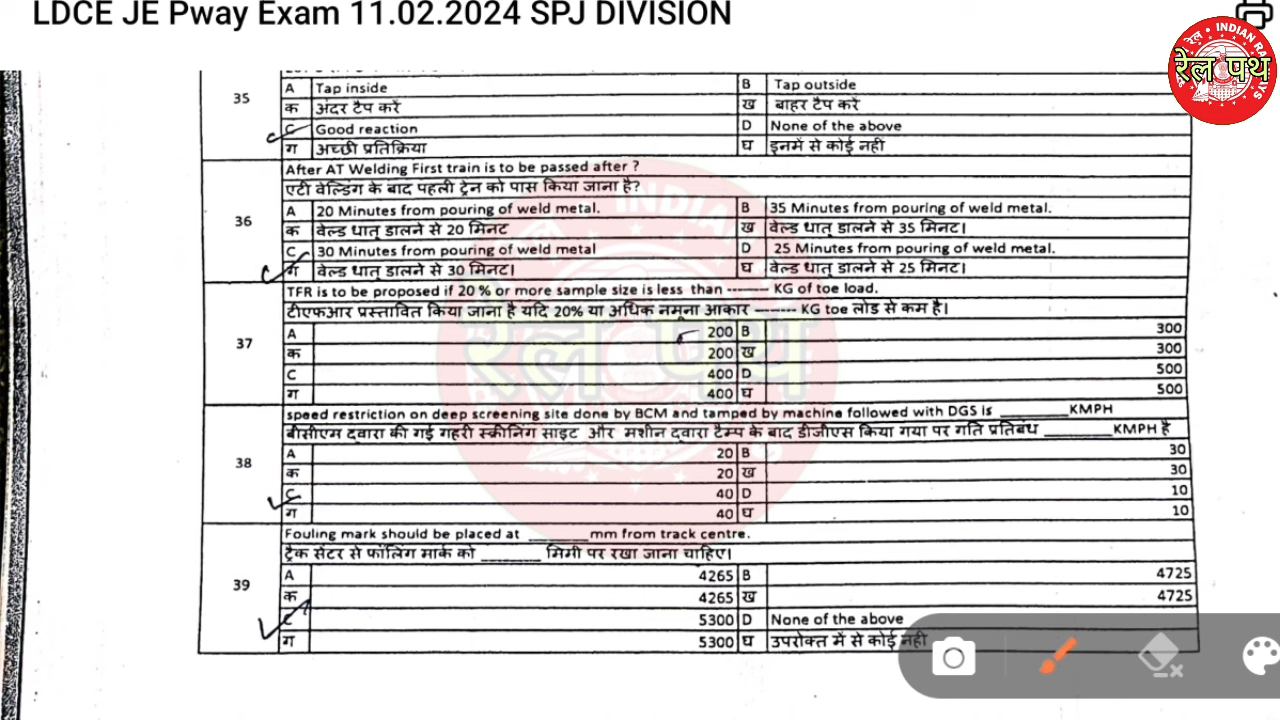 LDCE JE Pway Exam 11.02.2024 SPJ DIVISION
रेल • INDIAN RAILWAYS
रेल पथ
35
A Tap inside B Tap outside
क अंदर टैप करें ख बाहर टैप करें
C Good reaction D None of the above
ग अच्छी प्रतिक्रिया घ इनमें से कोई नही
36
After AT Welding First train is to be passed after ?
एटी वेल्डिंग के बाद पहली ट्रेन को पास किया जाना है?
A 20 Minutes from pouring of weld metal. B 35 Minutes from pouring of weld metal.
क वेल्ड धातु डालने से 20 मिनट ख वेल्ड धातु डालने से 35 मिनट।
C 30 Minutes from pouring of weld metal D 25 Minutes from pouring of weld metal.
ग वेल्ड धातु डालने से 30 मिनट। घ वेल्ड धातु डालने से 25 मिनट।
37
TFR is to be proposed if 20 % or more sample size is less than -------- KG of toe load.
टीएफआर प्रस्तावित किया जाना है यदि 20% या अधिक नमूना आकार -------- KG toe लोड से कम है।
A 200 B 300
क 200 ख 300
C 400 D 500
ग 400 घ 500
38
speed restriction on deep screening site done by BCM and tamped by machine followed with DGS is ________KMPH
बीसीएम द्वारा की गई गहरी स्क्रीनिंग साइट और मशीन द्वारा टैम्प के बाद डीजीएस किया गया पर गति प्रतिबंध ________KMPH है
A 20 B 30
क 20 ख 30
C 40 D 10
ग 40 घ 10
39
Fouling mark should be placed at _______mm from track centre.
ट्रैक सेंटर से फॉलिंग मार्क को _______ मिमी पर रखा जाना चाहिए।
A 4265 B 4725
क 4265 ख 4725
C 5300 D None of the above
ग 5300 घ उपरोक्त में से कोई नही